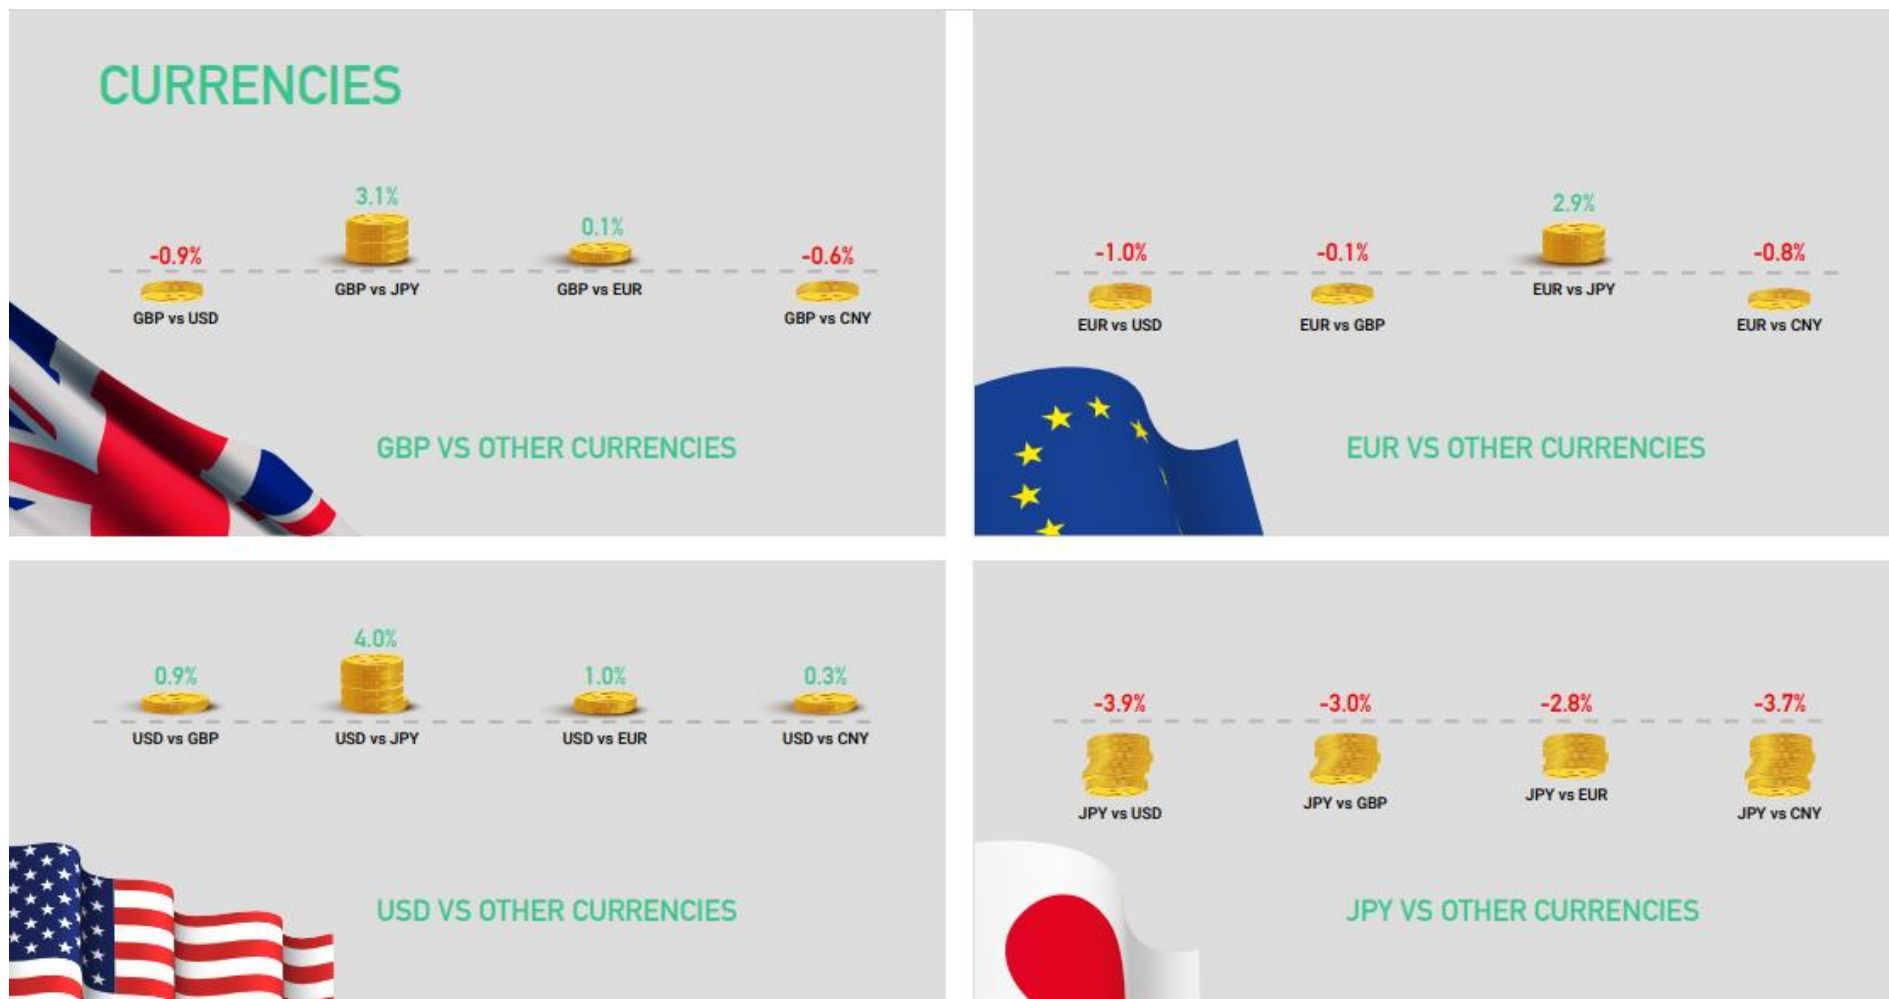 CURRENCIES
-0.9%
GBP vs USD
3.1%
GBP vs JPY
0.1%
GBP vs EUR
-0.6%
GBP vs CNY
GBP VS OTHER CURRENCIES
-1.0%
EUR vs USD
-0.1%
EUR vs GBP
2.9%
EUR vs JPY
-0.8%
EUR vs CNY
EUR VS OTHER CURRENCIES
0.9%
USD vs GBP
4.0%
USD vs JPY
1.0%
USD vs EUR
0.3%
USD vs CNY
USD VS OTHER CURRENCIES
-3.9%
JPY vs USD
-3.0%
JPY vs GBP
-2.8%
JPY vs EUR
-3.7%
JPY vs CNY
JPY VS OTHER CURRENCIES